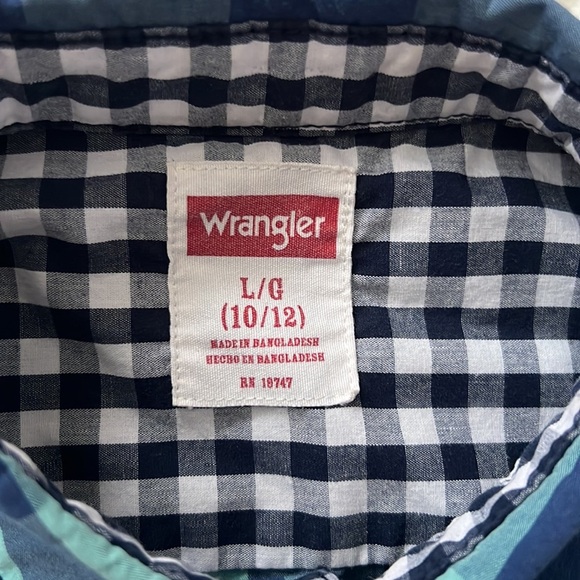 Wrangler
L/G
(10/12)
MADE IN BANGLADESH
HECHO EN BANGLADESH
RN 18747